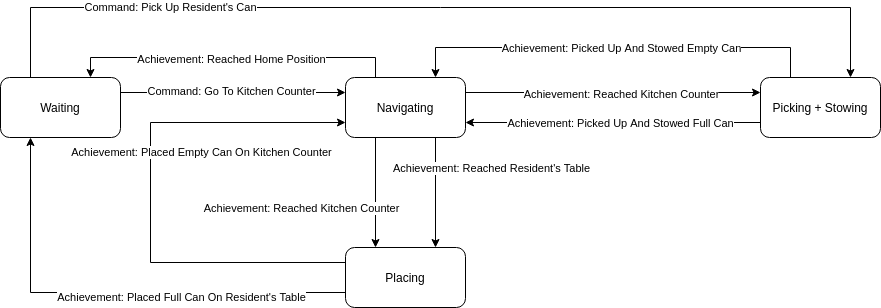 Command: Pick Up Resident's Can
Achievement: Picked Up And Stowed Empty Can
Achievement: Reached Home Position
Command: Go To Kitchen Counter
Achievement: Reached Kitchen Counter
Waiting
Navigating
Picking + Stowing
Achievement: Picked Up And Stowed Full Can
Achievement: Placed Empty Can On Kitchen Counter
Achievement: Reached Resident's Table
Achievement: Reached Kitchen Counter
Placing
Achievement: Placed Full Can On Resident's Table